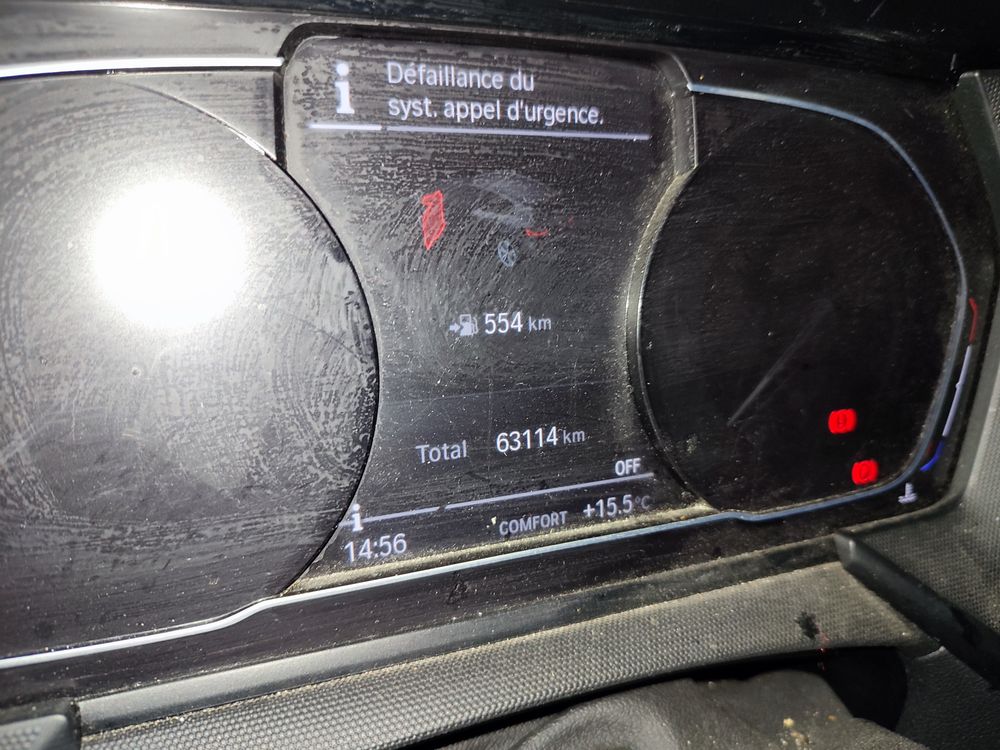 Défaillance du
syst. appel d'urgence.
554 km
Total 63114 km
OFF
COMFORT +15.5°C
14:56